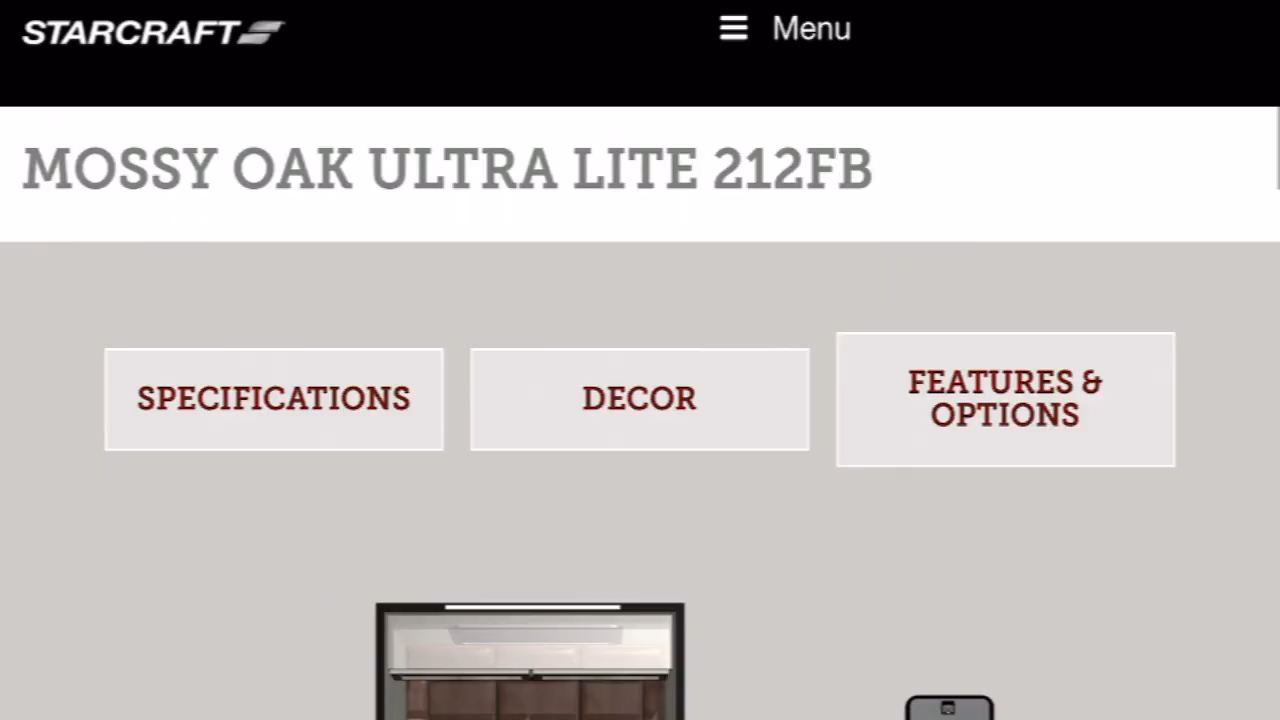 STARCRAFT
Menu
MOSSY OAK ULTRA LITE 212FB
SPECIFICATIONS
DECOR
FEATURES &
OPTIONS